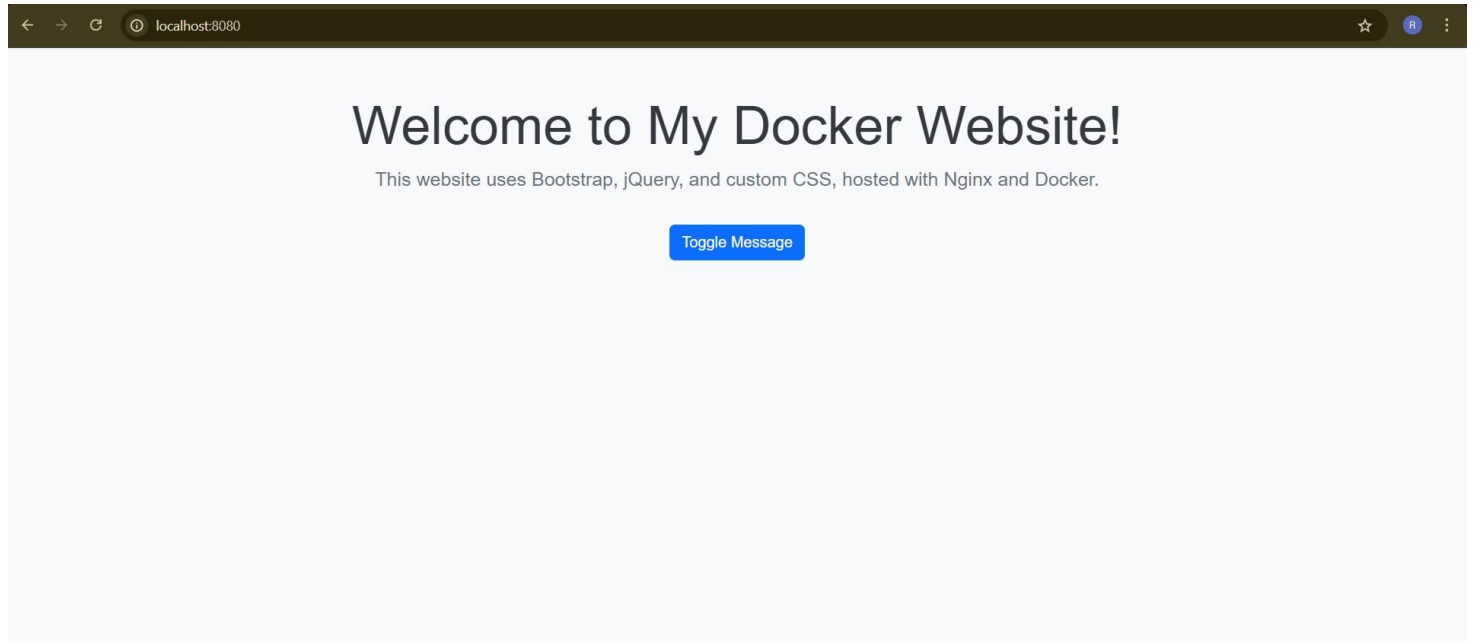 localhost:8080
R
Welcome to My Docker Website!
This website uses Bootstrap, jQuery, and custom CSS, hosted with Nginx and Docker.
Toggle Message